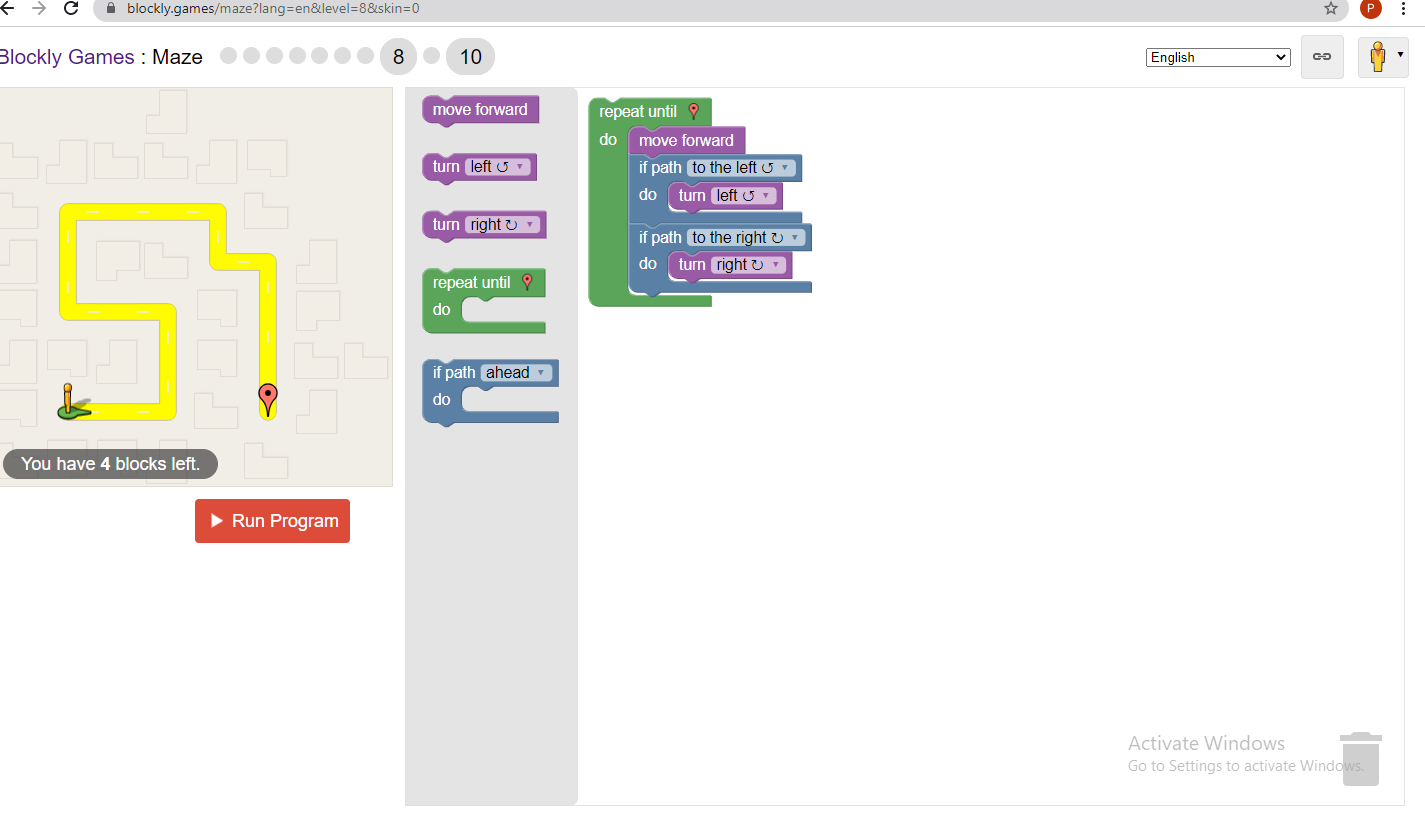 blockly.games/maze?lang=en&level=8&skin=0
P
Blockly Games : Maze
8
10
English
move forward
turn left ↺ ▼
turn right ↻ ▼
repeat until
do
if path ahead ▼
do
repeat until
do
move forward
if path to the left ↺ ▼
do turn left ↺ ▼
if path to the right ↻ ▼
do turn right ↻ ▼
You have 4 blocks left.
Run Program
Activate Windows
Go to Settings to activate Windows.